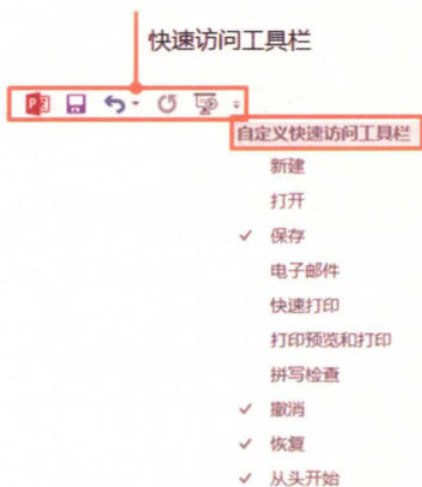 快速访问工具栏
自定义快速访问工具栏
新建
打开
保存
电子邮件
快速打印
打印预览和打印
拼写检查
撤消
恢复
从头开始